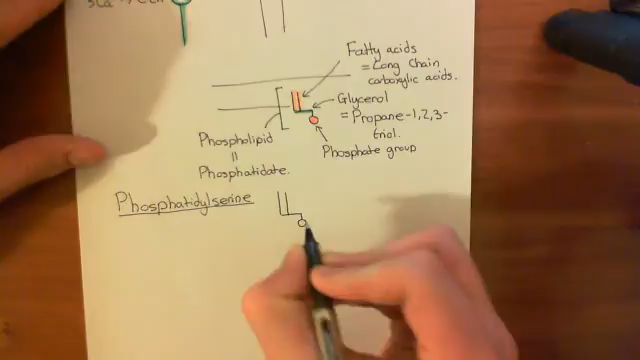 Fatty acids
= Long Chain
carboxylic acids.
Glycerol
= Propane-1,2,3-
triol.
Phosphate group
Phospholipid
=
Phosphatidate.
Phosphatidylserine